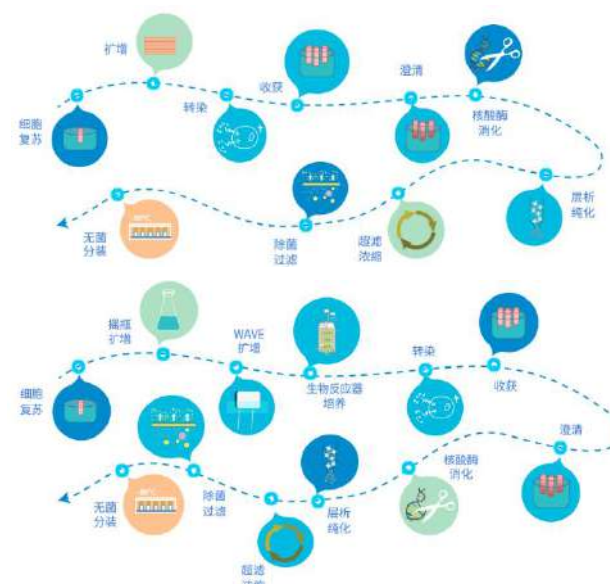 扩增
转染
收获
澄清
核酸酶
消化
细胞
复苏
层析
纯化
超滤
浓缩
除菌
过滤
无菌
分装
摇瓶
扩增
WAVE
扩增
生物反应器
培养
转染
收获
细胞
复苏
澄清
核酸酶
消化
层析
纯化
超滤
除菌
过滤
无菌
分装